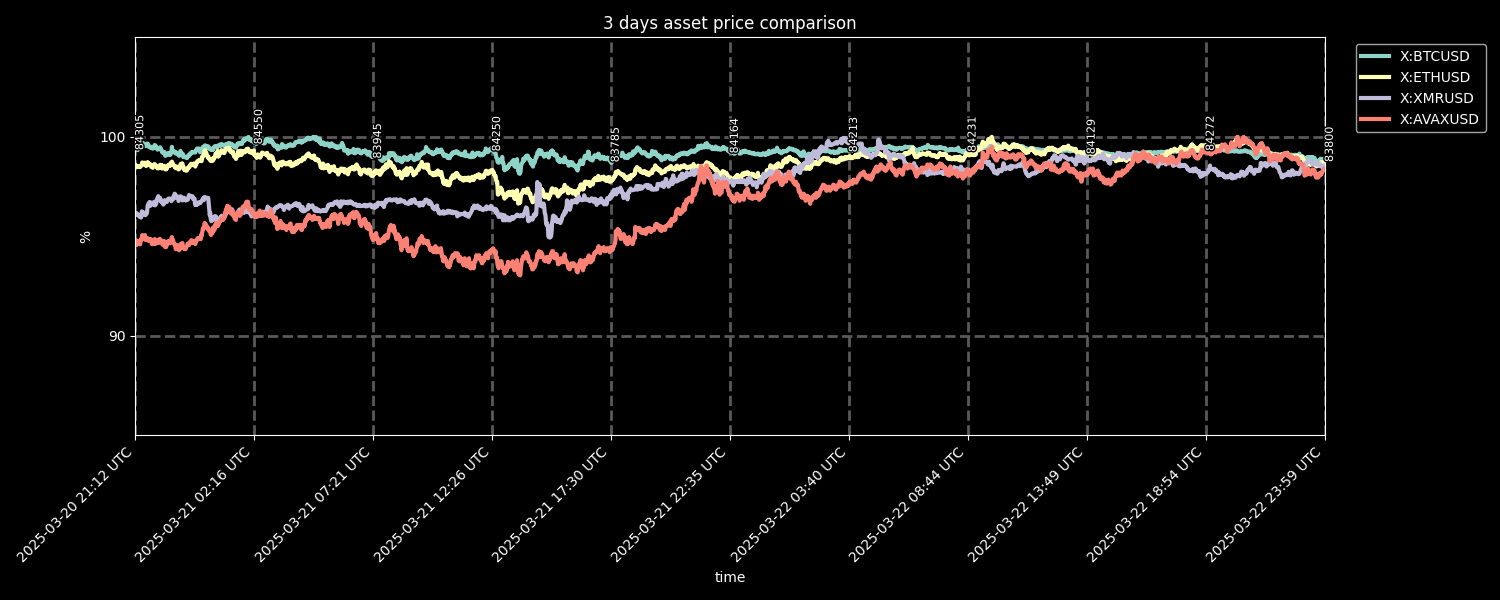 3 days asset price comparison
X:BTCUSD
X:ETHUSD
X:XMRUSD
X:AVAXUSD
%
100
90
84305
84550
83945
84250
83785
84164
84213
84231
84129
84272
83800
2025-03-20 21:12 UTC
2025-03-21 02:16 UTC
2025-03-21 07:21 UTC
2025-03-21 12:26 UTC
2025-03-21 17:30 UTC
2025-03-21 22:35 UTC
2025-03-22 03:40 UTC
2025-03-22 08:44 UTC
2025-03-22 13:49 UTC
2025-03-22 18:54 UTC
2025-03-22 23:59 UTC
time